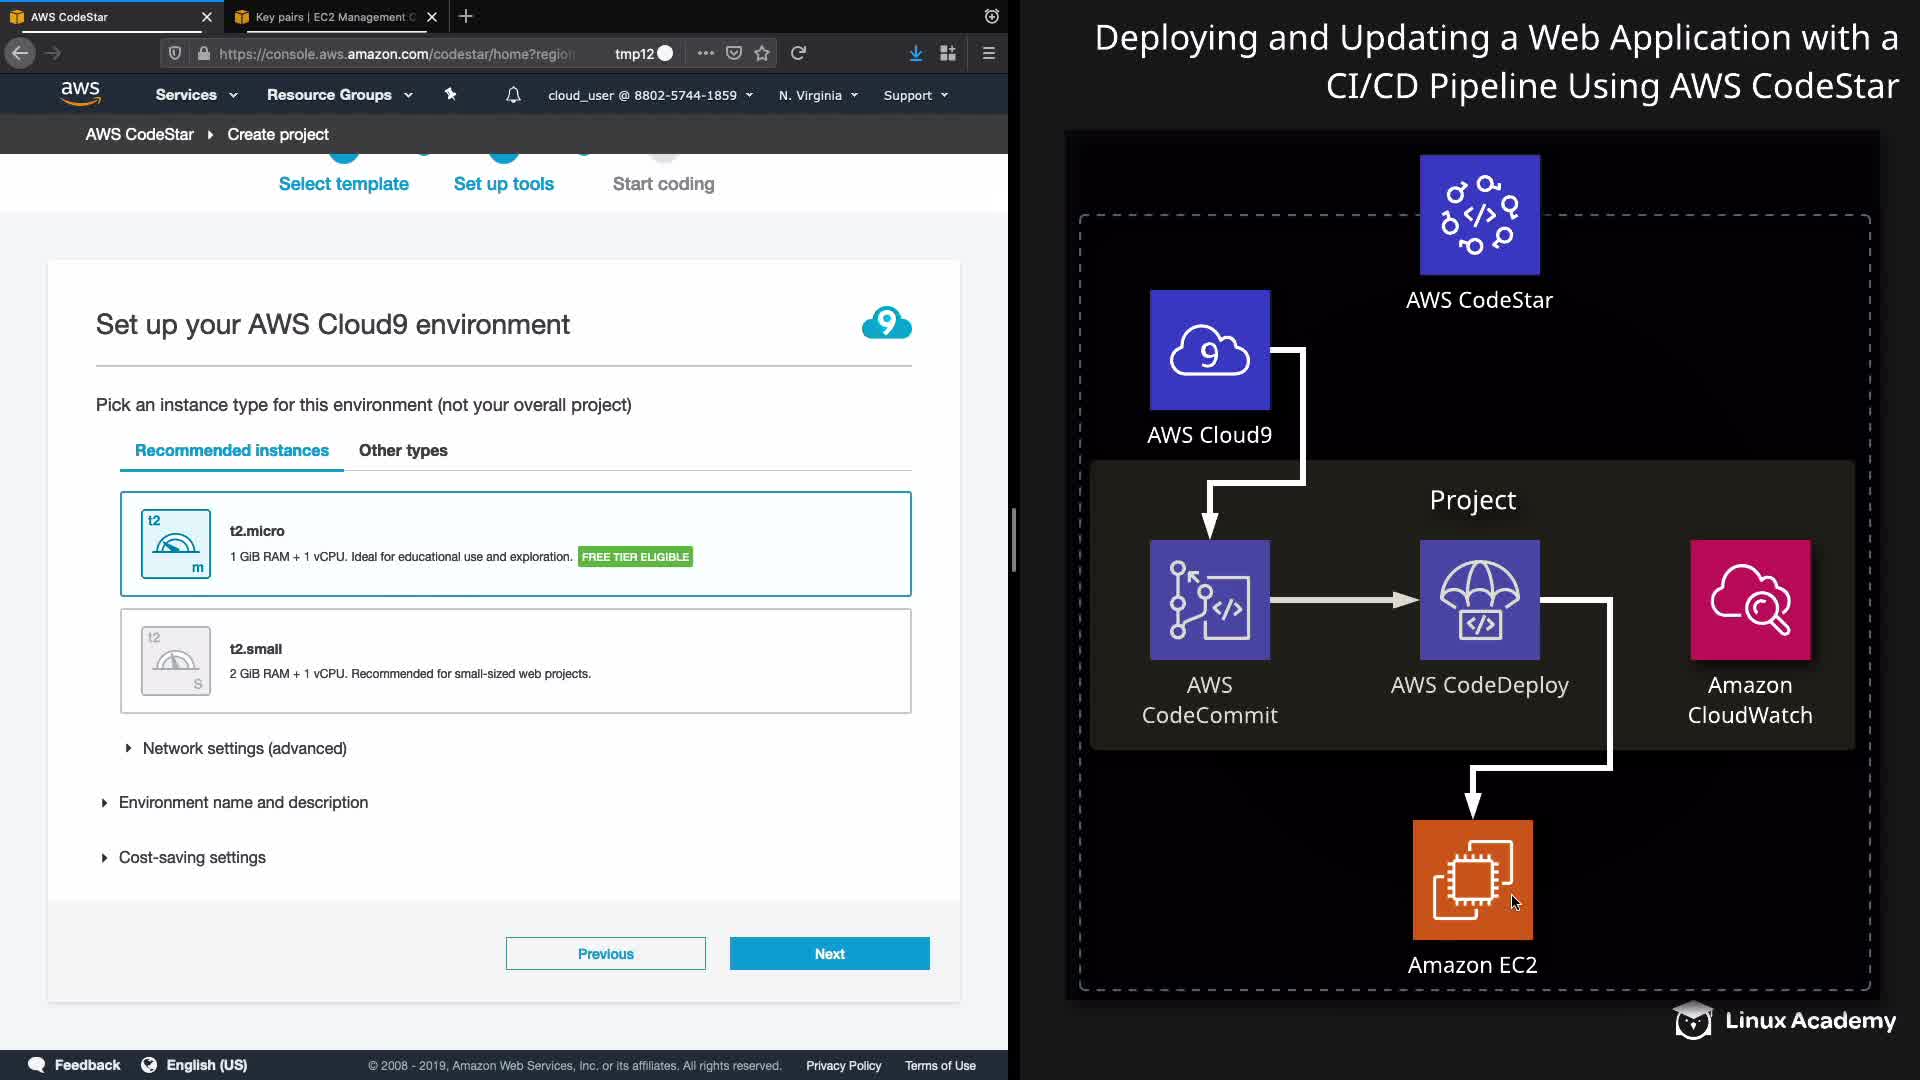 AWS CodeStar
Key pairs | EC2 Management C
https://console.aws.amazon.com/codestar/home?regio
tmp12
aws
Services
Resource Groups
cloud_user @ 8802-5744-1859
N. Virginia
Support
AWS CodeStar
Create project
Select template
Set up tools
Start coding
Set up your AWS Cloud9 environment
9
Pick an instance type for this environment (not your overall project)
Recommended instances
Other types
t2
m
t2.micro
1 GiB RAM + 1 vCPU. Ideal for educational use and exploration.
FREE TIER ELIGIBLE
t2
S
t2.small
2 GiB RAM + 1 vCPU. Recommended for small-sized web projects.
Network settings (advanced)
Environment name and description
Cost-saving settings
Previous
Next
Feedback
English (US)
© 2008 - 2019, Amazon Web Services, Inc. or its affiliates. All rights reserved.
Privacy Policy
Terms of Use
Deploying and Updating a Web Application with a
CI/CD Pipeline Using AWS CodeStar
</>
AWS CodeStar
9
AWS Cloud9
Project
</>
</>
AWS
CodeCommit
AWS CodeDeploy
Amazon
CloudWatch
Amazon EC2
Linux Academy